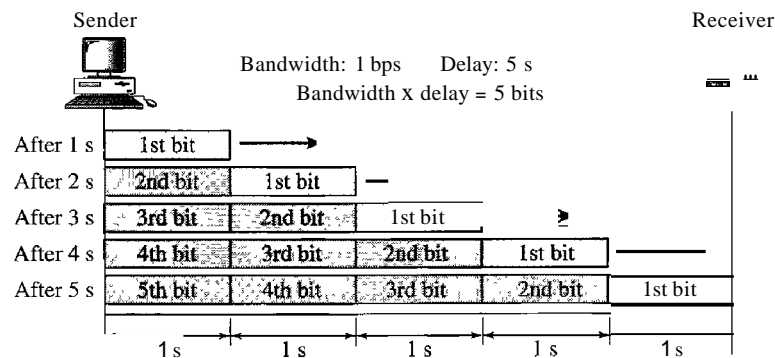 Sender
Receiver
Bandwidth: 1 bps Delay: 5 s
Bandwidth x delay = 5 bits
After 1 s 1st bit
After 2 s 2nd bit 1st bit
After 3 s 3rd bit 2nd bit 1st bit
After 4 s 4th bit 3rd bit 2nd bit 1st bit
After 5 s 5th bit 4th bit 3rd bit 2nd bit 1st bit
1 s 1 s 1 s 1 s 1 s